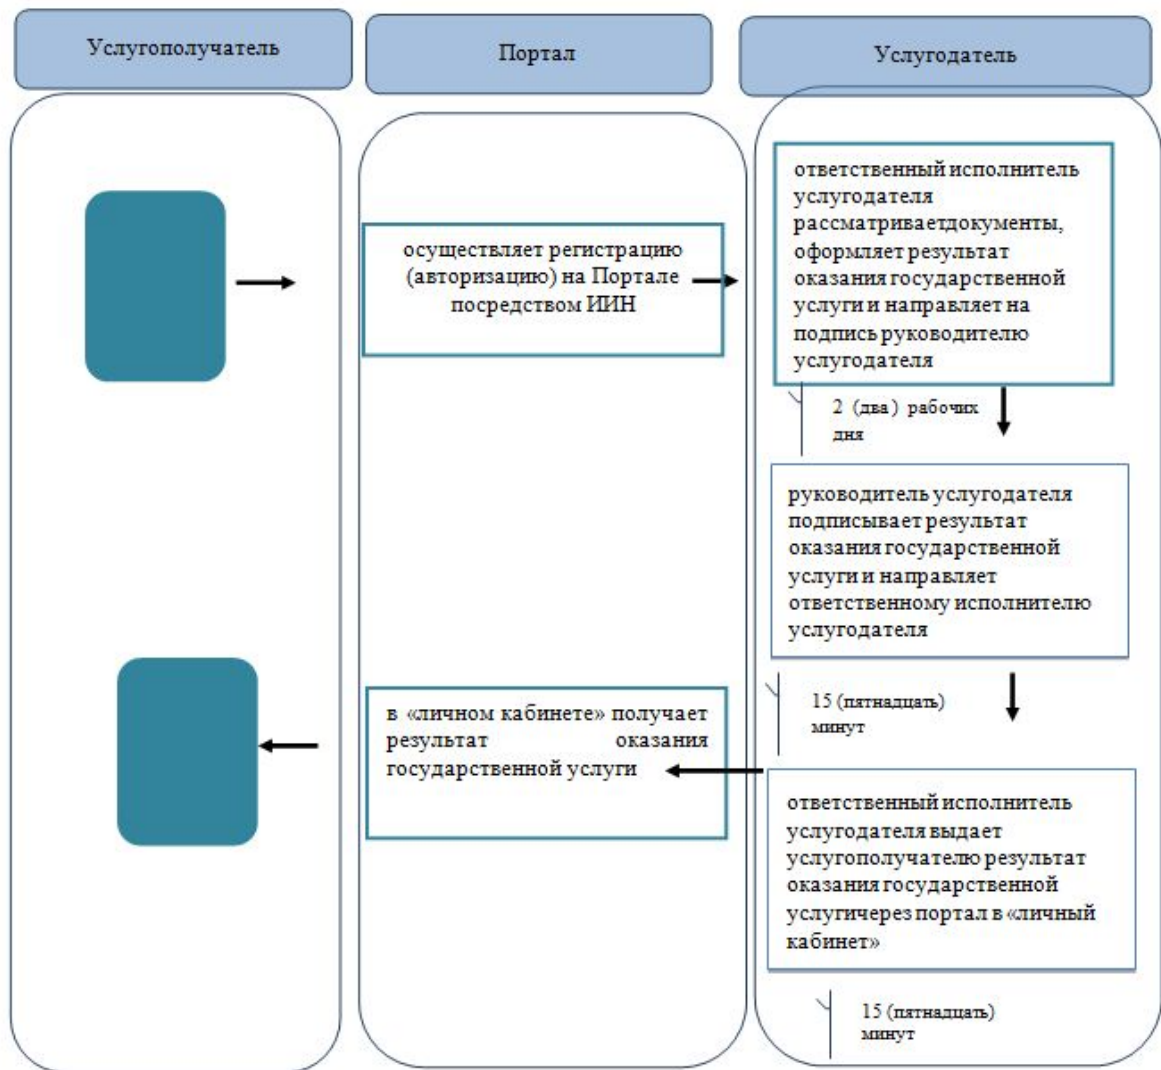 Услугополучатель
Портал
Услугодатель
осуществляет регистрацию
(авторизацию) на Портале
посредством ИИН
ответственный исполнитель
услугодателя
рассматриваетдокументы,
оформляет результат
оказания государственной
услуги и направляет на
подпись руководителю
услугодателя
2 (два) рабочих
дня
руководитель услугодателя
подписывает результат
оказания государственной
услуги и направляет
ответственному исполнителю
услугодателя
15 (пятнадцать)
минут
в «личном кабинете» получает
результат оказания
государственной услуги
ответственный исполнитель
услугодателя выдает
услугополучателю результат
оказания государственной
услугичерез портал в «личный
кабинет»
15 (пятнадцать)
минут